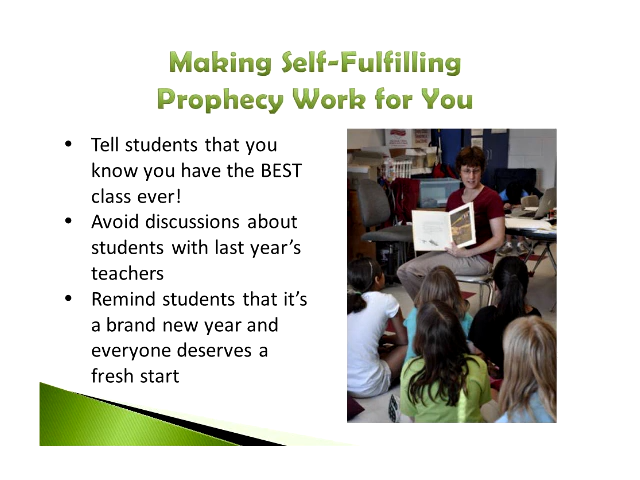 Making Self-Fulfilling
Prophecy Work for You
• Tell students that you
know you have the BEST
class ever!
• Avoid discussions about
students with last year’s
teachers
• Remind students that it’s
a brand new year and
everyone deserves a
fresh start